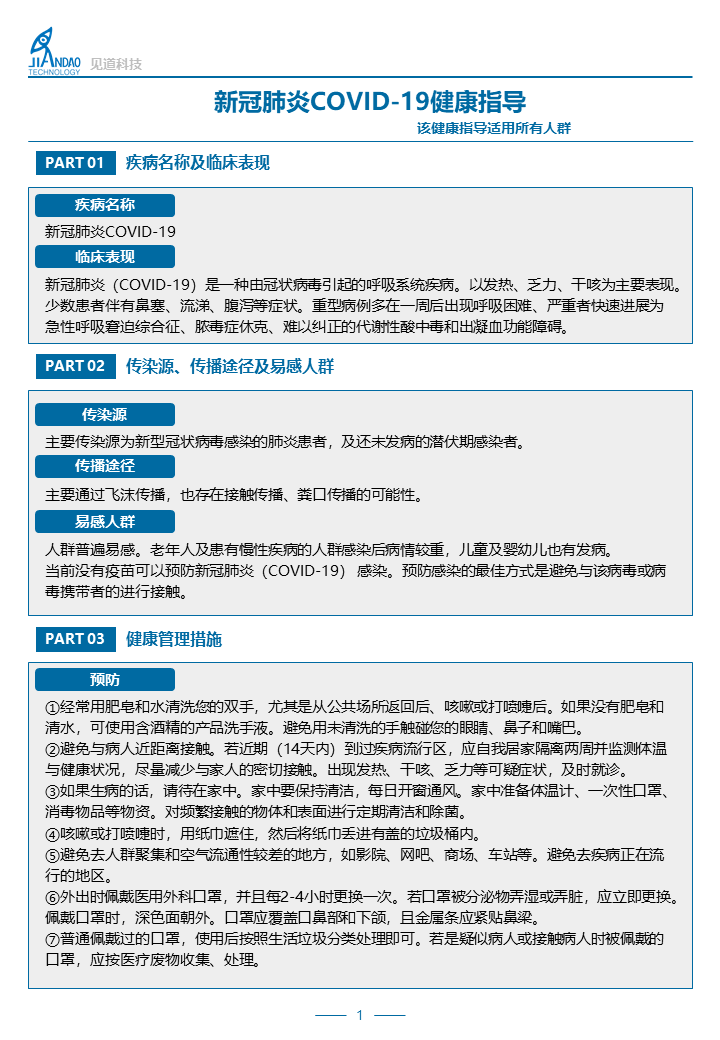 JIANDAO
TECHNOLOGY
见道科技
新冠肺炎COVID-19健康指导
该健康指导适用所有人群
PART 01 疾病名称及临床表现
疾病名称
新冠肺炎COVID-19
临床表现
新冠肺炎（COVID-19）是一种由冠状病毒引起的呼吸系统疾病。以发热、乏力、干咳为主要表现。
少数患者伴有鼻塞、流涕、腹泻等症状。重型病例多在一周后出现呼吸困难、严重者快速进展为
急性呼吸窘迫综合征、脓毒症休克、难以纠正的代谢性酸中毒和出凝血功能障碍。
PART 02 传染源、传播途径及易感人群
传染源
主要传染源为新型冠状病毒感染的肺炎患者，及还未发病的潜伏期感染者。
传播途径
主要通过飞沫传播，也存在接触传播、粪口传播的可能性。
易感人群
人群普遍易感。老年人及患有慢性疾病的人群感染后病情较重，儿童及婴幼儿也有发病。
当前没有疫苗可以预防新冠肺炎（COVID-19） 感染。预防感染的最佳方式是避免与该病毒或病
毒携带者的进行接触。
PART 03 健康管理措施
预防
①经常用肥皂和水清洗您的双手，尤其是从公共场所返回后、咳嗽或打喷嚏后。如果没有肥皂和
清水，可使用含酒精的产品洗手液。避免用未清洗的手触碰您的眼睛、鼻子和嘴巴。
②避免与病人近距离接触。若近期（14天内）到过疾病流行区，应自我居家隔离两周并监测体温
与健康状况，尽量减少与家人的密切接触。出现发热、干咳、乏力等可疑症状，及时就诊。
③如果生病的话，请待在家中。家中要保持清洁，每日开窗通风。家中准备体温计、一次性口罩、
消毒物品等物资。对频繁接触的物体和表面进行定期清洁和除菌。
④咳嗽或打喷嚏时，用纸巾遮住，然后将纸巾丢进有盖的垃圾桶内。
⑤避免去人群聚集和空气流通性较差的地方，如影院、网吧、商场、车站等。避免去疾病正在流
行的地区。
⑥外出时佩戴医用外科口罩，并且每2-4小时更换一次。若口罩被分泌物弄湿或弄脏，应立即更换。
佩戴口罩时，深色面朝外。口罩应覆盖口鼻部和下颌，且金属条应紧贴鼻梁。
⑦普通佩戴过的口罩，使用后按照生活垃圾分类处理即可。若是疑似病人或接触病人时被佩戴的
口罩，应按医疗废物收集、处理。
1